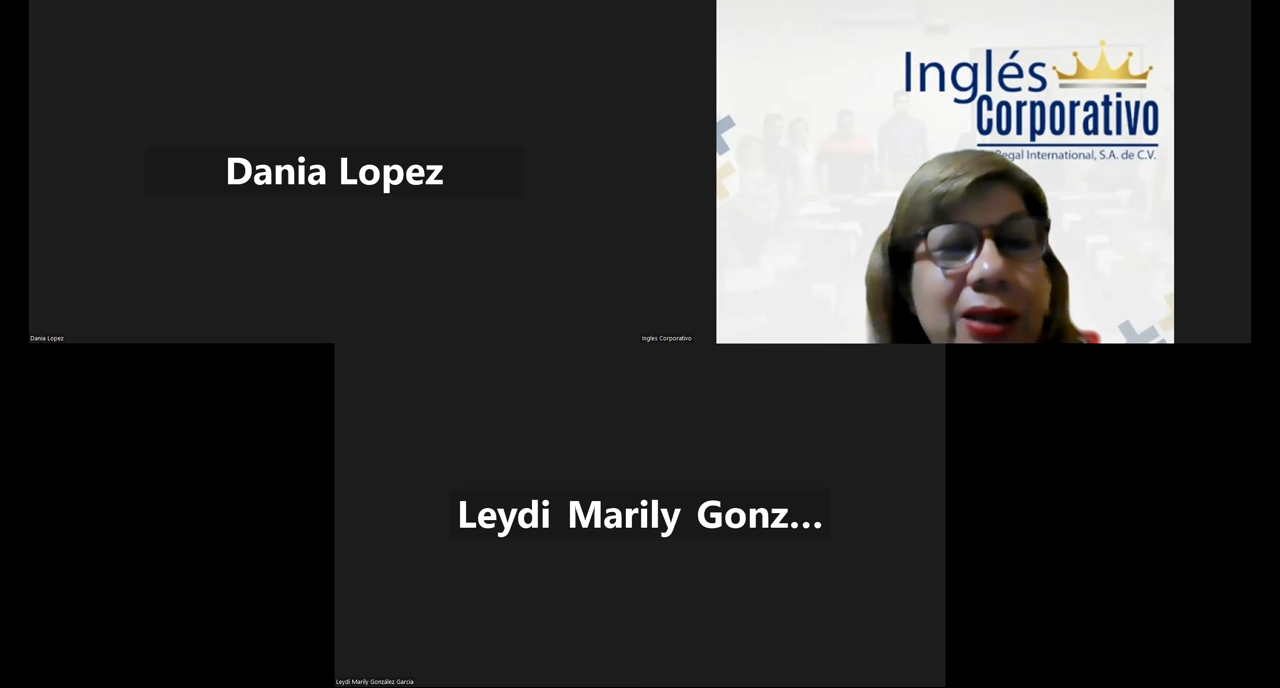 Dania Lopez
Inglés
Corporativo
Regal International, S.A. de C.V.
Dania Lopez
Ingles Corporativo
Leydi Marily Gonz...
Leydi Marily González Garcia